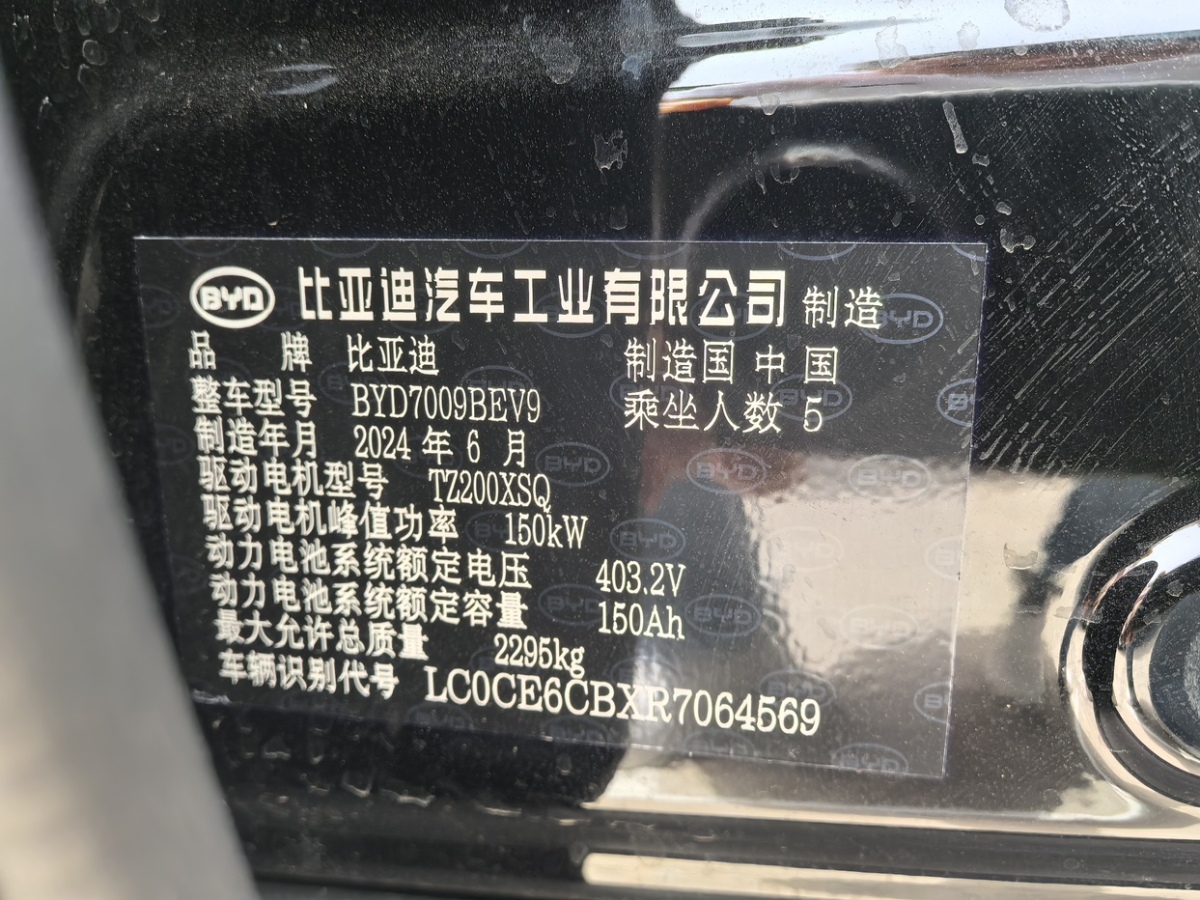 BYD 比亚迪汽车工业有限公司 制造
品 牌 比亚迪 制造国 中 国
整车型号 BYD7009BEV9 乘坐人数 5
制造年月 2024 年 6 月
驱动电机型号 TZ200XSQ
驱动电机峰值功率 150kW
动力电池系统额定电压 403.2V
动力电池系统额定容量 150Ah
最大允许总质量 2295kg
车辆识别代号 LC0CE6CBXR7064569